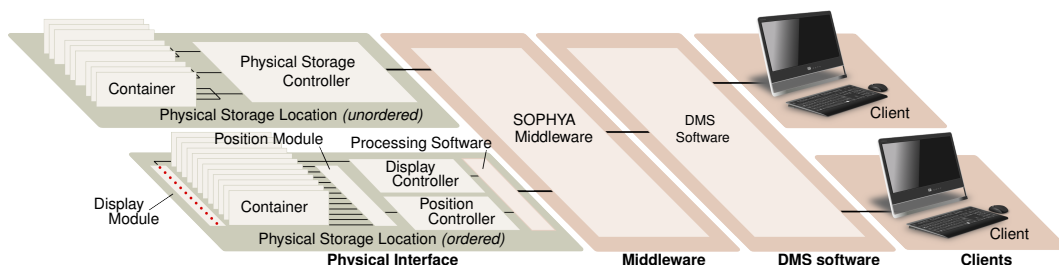 Physical Storage
Controller
Container
Physical Storage Location (unordered)
Position Module
Processing Software
Display
Controller
Display
Module
Container
Position
Controller
Physical Storage Location (ordered)
SOPHYA
Middleware
DMS
Software
Client
Client
Physical Interface
Middleware
DMS software
Clients